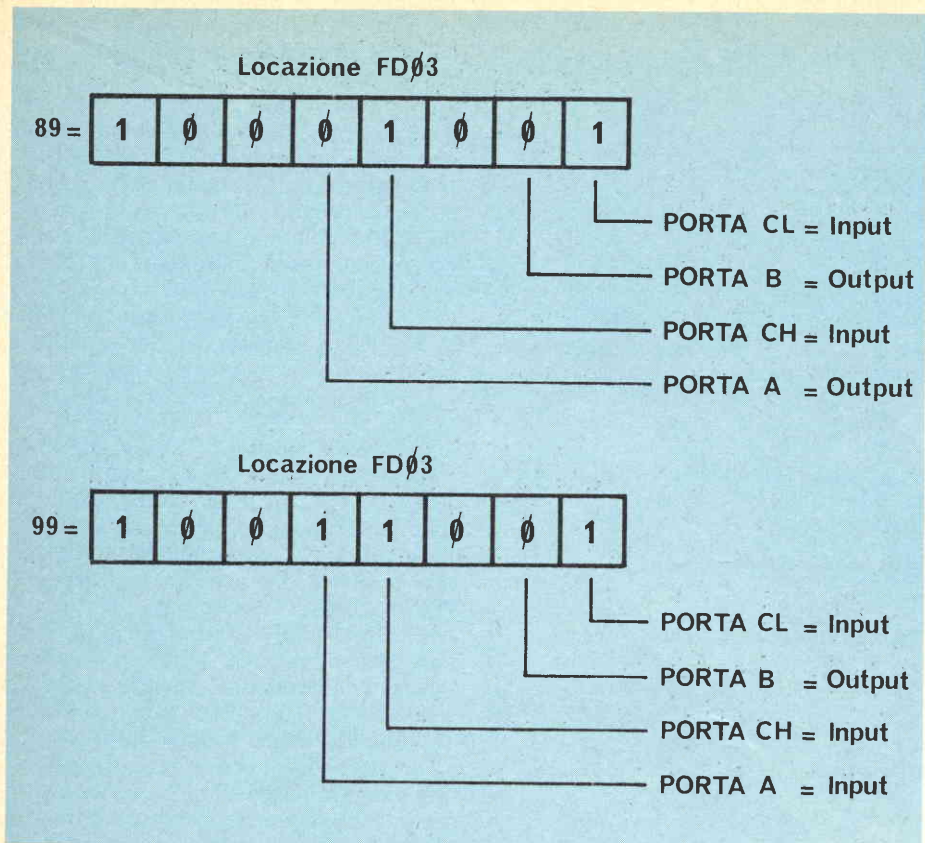 Locazione FDØ3
89 = 1 Ø Ø Ø 1 Ø Ø 1
PORTA CL = Input
PORTA B = Output
PORTA CH = Input
PORTA A = Output
Locazione FDØ3
99 = 1 Ø Ø 1 1 Ø Ø 1
PORTA CL = Input
PORTA B = Output
PORTA CH = Input
PORTA A = Input